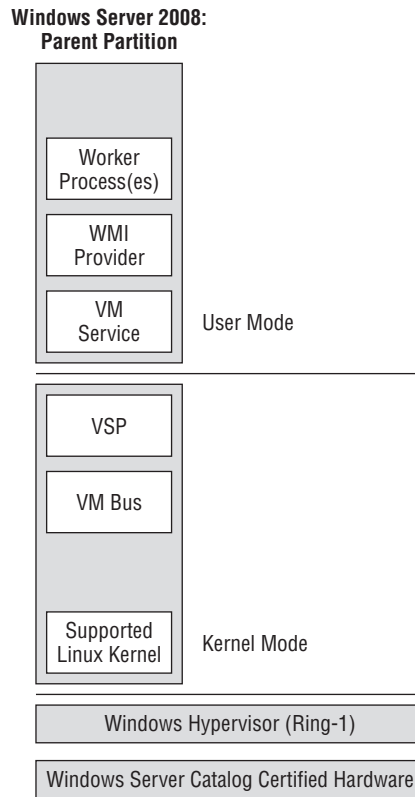 Windows Server 2008:
Parent Partition
Worker
Process(es)
WMI
Provider
VM
Service
User Mode
VSP
VM Bus
Supported
Linux Kernel
Kernel Mode
Windows Hypervisor (Ring-1)
Windows Server Catalog Certified Hardware